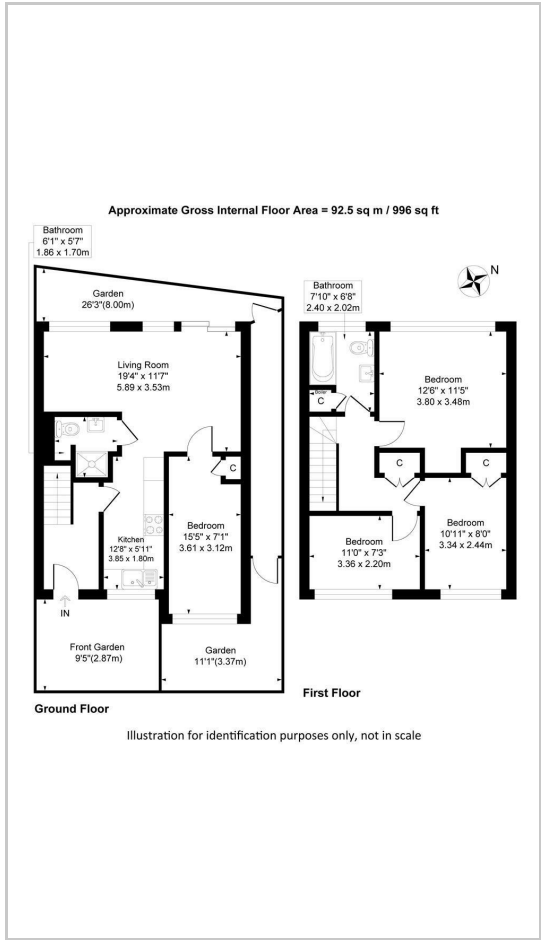 Approximate Gross Internal Floor Area = 92.5 sq m / 996 sq ft
Bathroom
6'1" x 5'7"
1.86 x 1.70m
Garden
26'3"(8.00m)
Living Room
19'4" x 11'7"
5.89 x 3.53m
C
Bedroom
15'5" x 7'1"
3.61 x 3.12m
Kitchen
12'8" x 5'11"
3.85 x 1.80m
IN
Front Garden
9'5"(2.87m)
Garden
11'1"(3.37m)
Ground Floor
N
Bathroom
7'10" x 6'8"
2.40 x 2.02m
Boiler
C
Bedroom
12'6" x 11'5"
3.80 x 3.48m
C
C
Bedroom
11'0" x 7'3"
3.36 x 2.20m
Bedroom
10'11" x 8'0"
3.34 x 2.44m
First Floor
Illustration for identification purposes only, not in scale